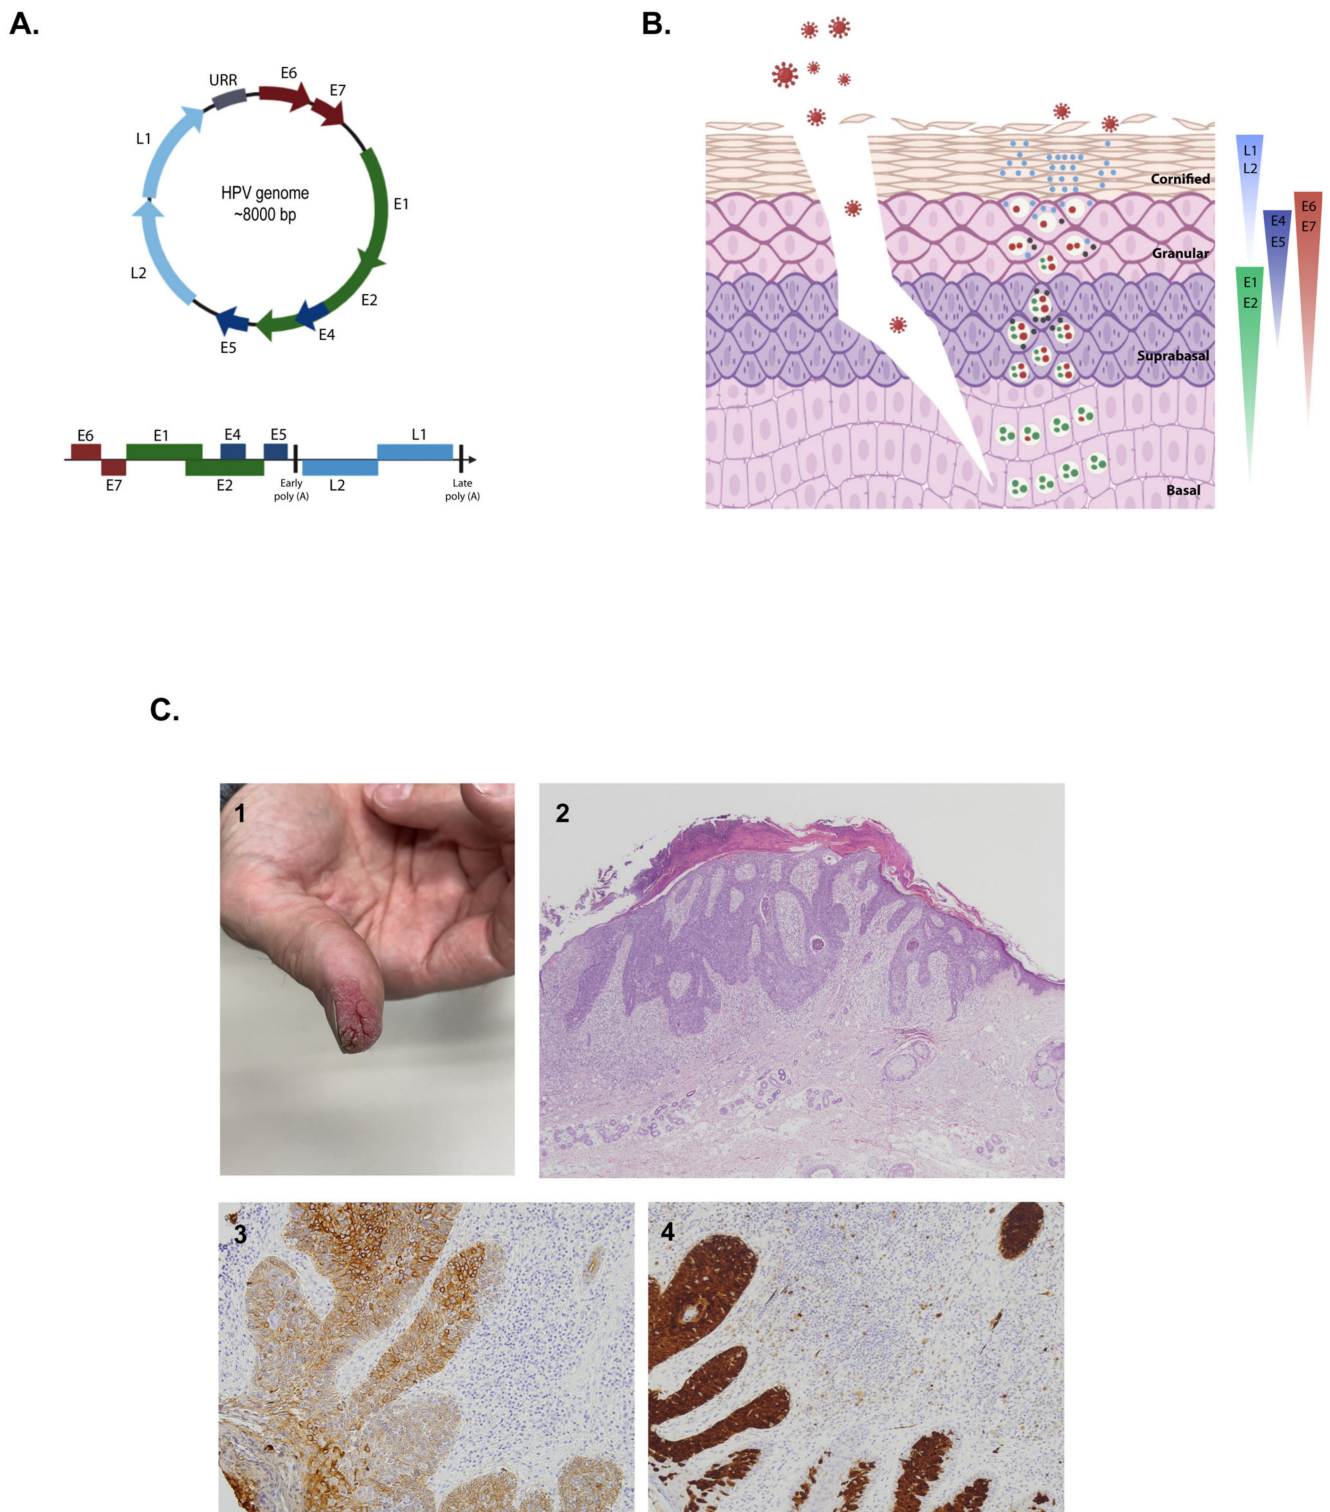 A.
URR
E6
E7
L1
HPV genome
~8000 bp
E1
L2
E2
E4
E5
E6
E1
E4
E5
L1
E7
E2
Early
poly (A)
L2
Late
poly (A)
B.
Cornified
Granular
Suprabasal
Basal
L1
L2
E6
E7
E4
E5
E1
E2
C.
1
2
3
4